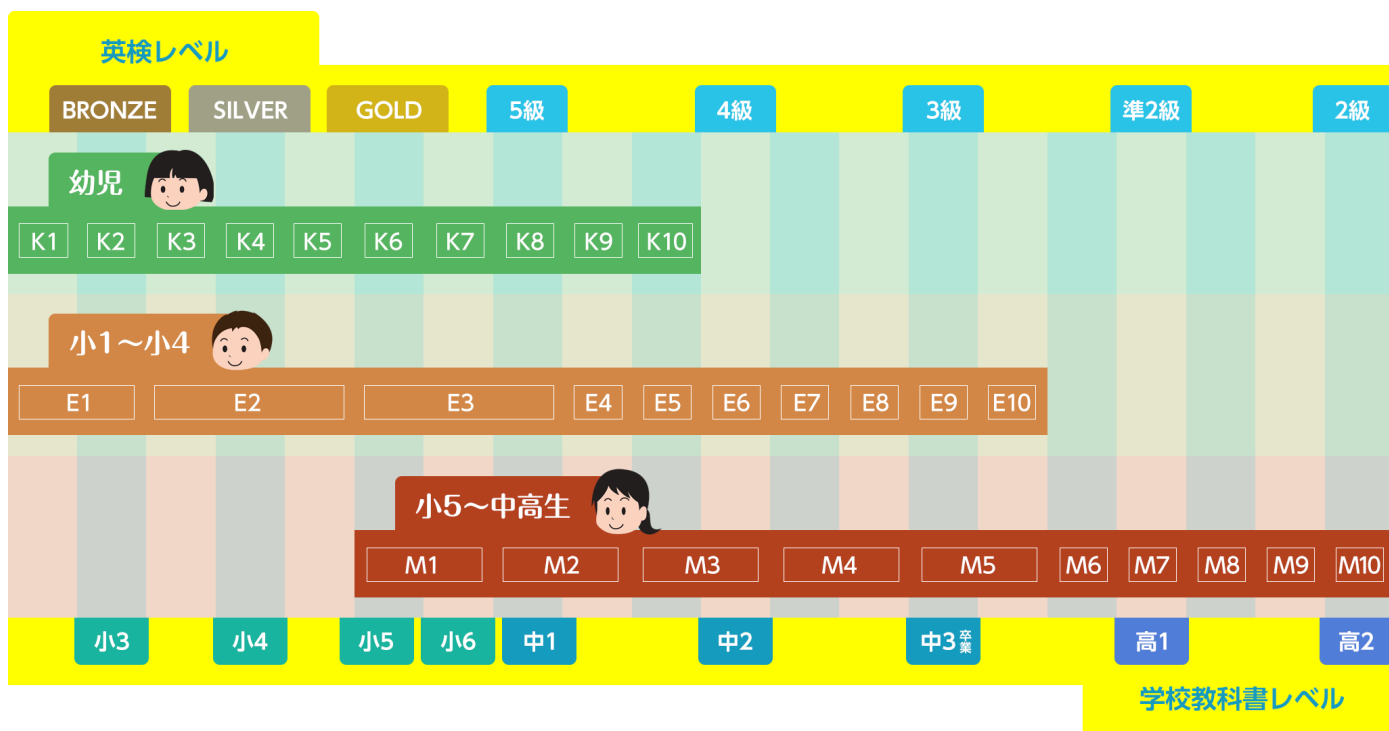 英検レベル
BRONZE SILVER GOLD 5級 4級 3級 準2級 2級
幼児
K1 K2 K3 K4 K5 K6 K7 K8 K9 K10
小1〜小4
E1 E2 E3 E4 E5 E6 E7 E8 E9 E10
小5〜中高生
M1 M2 M3 M4 M5 M6 M7 M8 M9 M10
小3 小4 小5 小6 中1 中2 中3卒業 高1 高2
学校教科書レベル